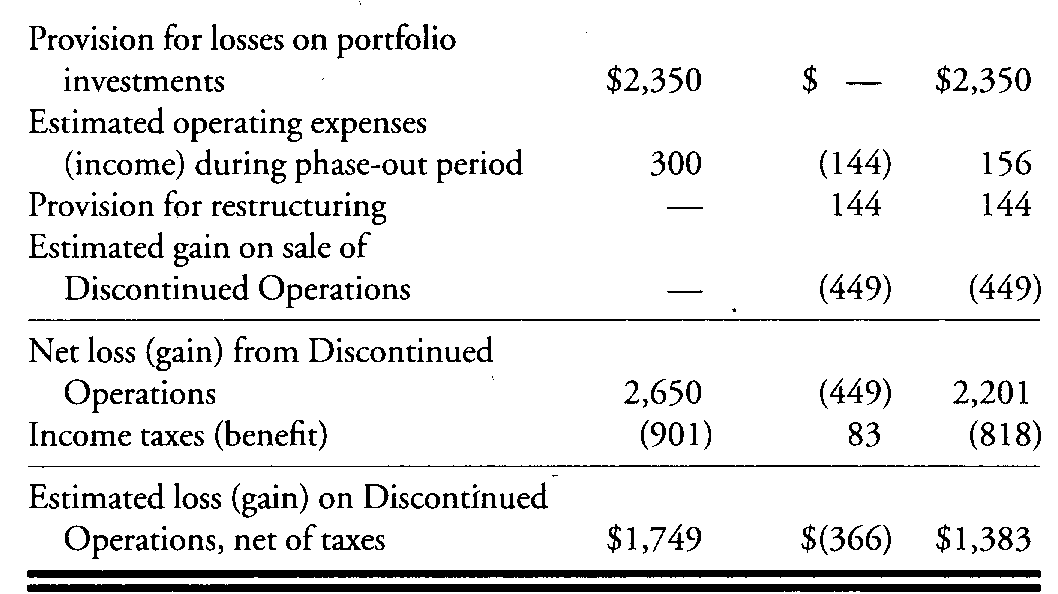 Provision for losses on portfolio
investments $2,350 $ — $2,350
Estimated operating expenses
(income) during phase-out period 300 (144) 156
Provision for restructuring — 144 144
Estimated gain on sale of
Discontinued Operations — (449) (449)
Net loss (gain) from Discontinued
Operations 2,650 (449) 2,201
Income taxes (benefit) (901) 83 (818)
Estimated loss (gain) on Discontinued
Operations, net of taxes $1,749 $(366) $1,383